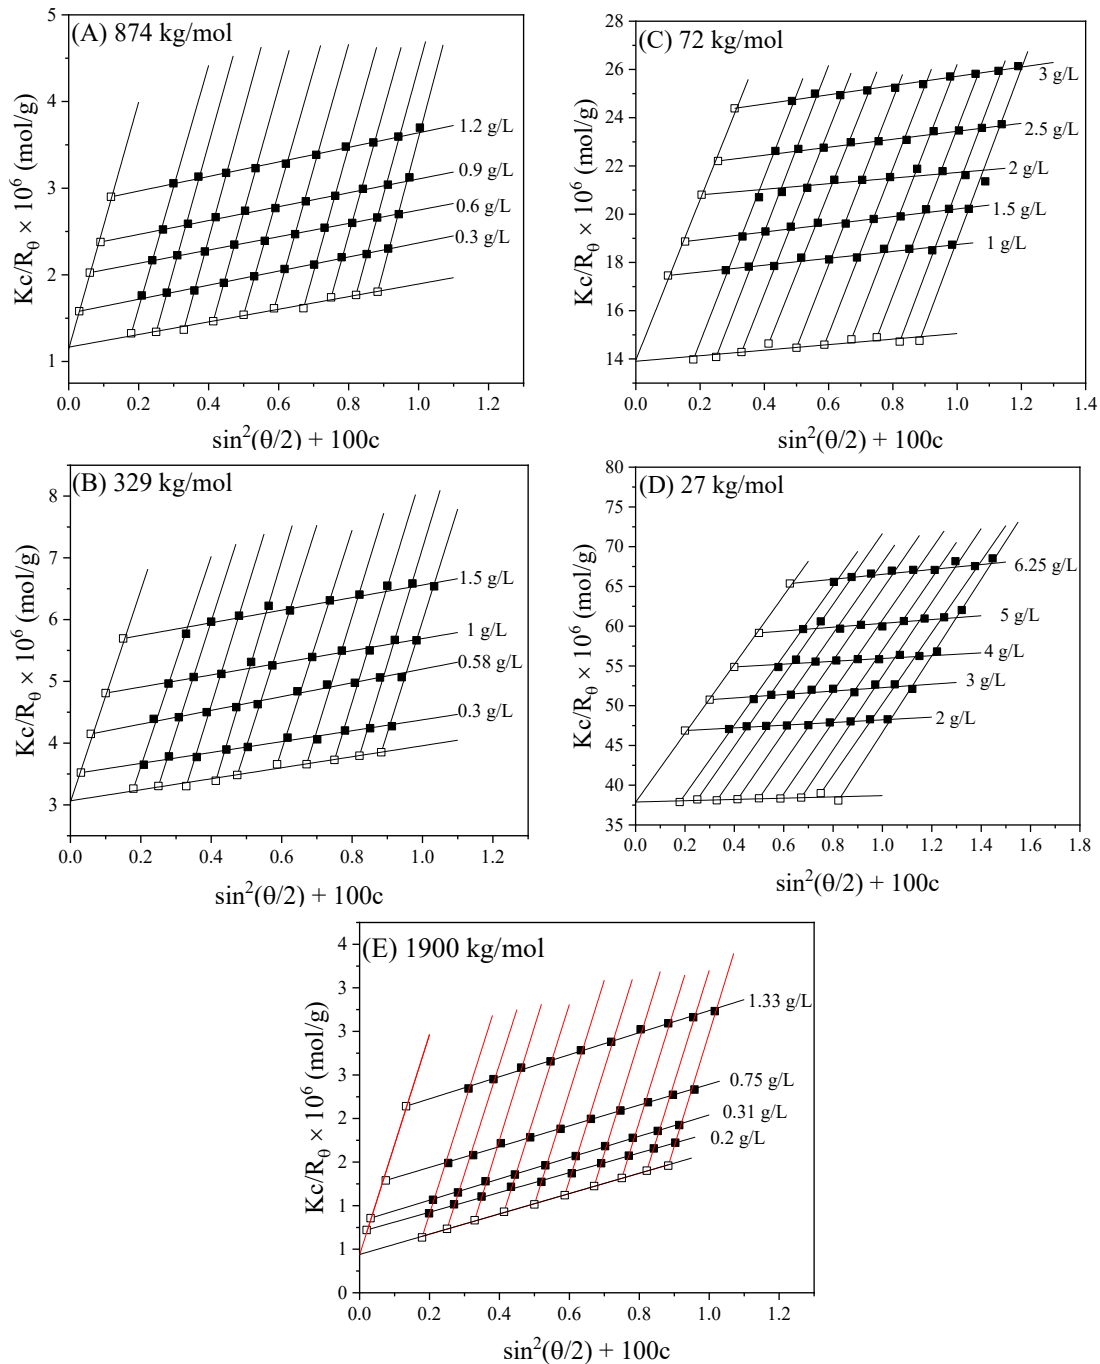 (A) 874 kg/mol
5
4
3
2
1
0.0 0.2 0.4 0.6 0.8 1.0 1.2
Kc/Rθ × 10⁶ (mol/g)
sin²(θ/2) + 100c
1.2 g/L
0.9 g/L
0.6 g/L
0.3 g/L
(C) 72 kg/mol
28
26
24
22
20
18
16
14
0.0 0.2 0.4 0.6 0.8 1.0 1.2 1.4
Kc/Rθ × 10⁶ (mol/g)
sin²(θ/2) + 100c
3 g/L
2.5 g/L
2 g/L
1.5 g/L
1 g/L
(B) 329 kg/mol
8
7
6
5
4
3
0.0 0.2 0.4 0.6 0.8 1.0 1.2
Kc/Rθ × 10⁶ (mol/g)
sin²(θ/2) + 100c
1.5 g/L
1 g/L
0.58 g/L
0.3 g/L
(D) 27 kg/mol
80
75
70
65
60
55
50
45
40
35
0.0 0.2 0.4 0.6 0.8 1.0 1.2 1.4 1.6 1.8
Kc/Rθ × 10⁶ (mol/g)
sin²(θ/2) + 100c
6.25 g/L
5 g/L
4 g/L
3 g/L
2 g/L
(E) 1900 kg/mol
4
3
3
3
2
2
1
1
0
0.0 0.2 0.4 0.6 0.8 1.0 1.2
Kc/Rθ × 10⁶ (mol/g)
sin²(θ/2) + 100c
1.33 g/L
0.75 g/L
0.31 g/L
0.2 g/L